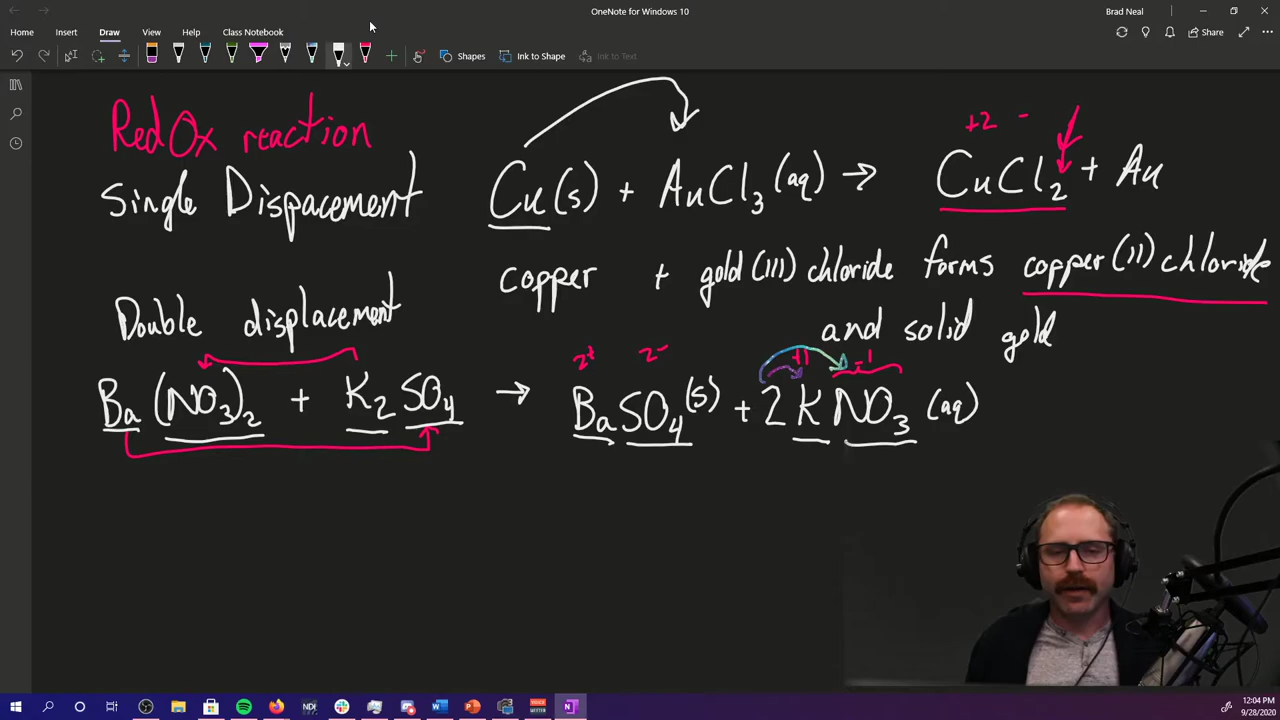 OneNote for Windows 10
Brad Neal
Home Insert Draw View Help Class Notebook
Share
Shapes Ink to Shape Ink to Text
RedOx reaction
Single Dispacement
Cu(s) + AuCl3 (aq) → CuCl2 + Au
+2 -
copper + gold (III) chloride forms copper (II) chloride
and solid gold
Double displacement
2+ 2- +1 -1
Ba(NO3)2 + K2SO4 → BaSO4(s) + 2KNO3 (aq)
12:04 PM
9/28/2020